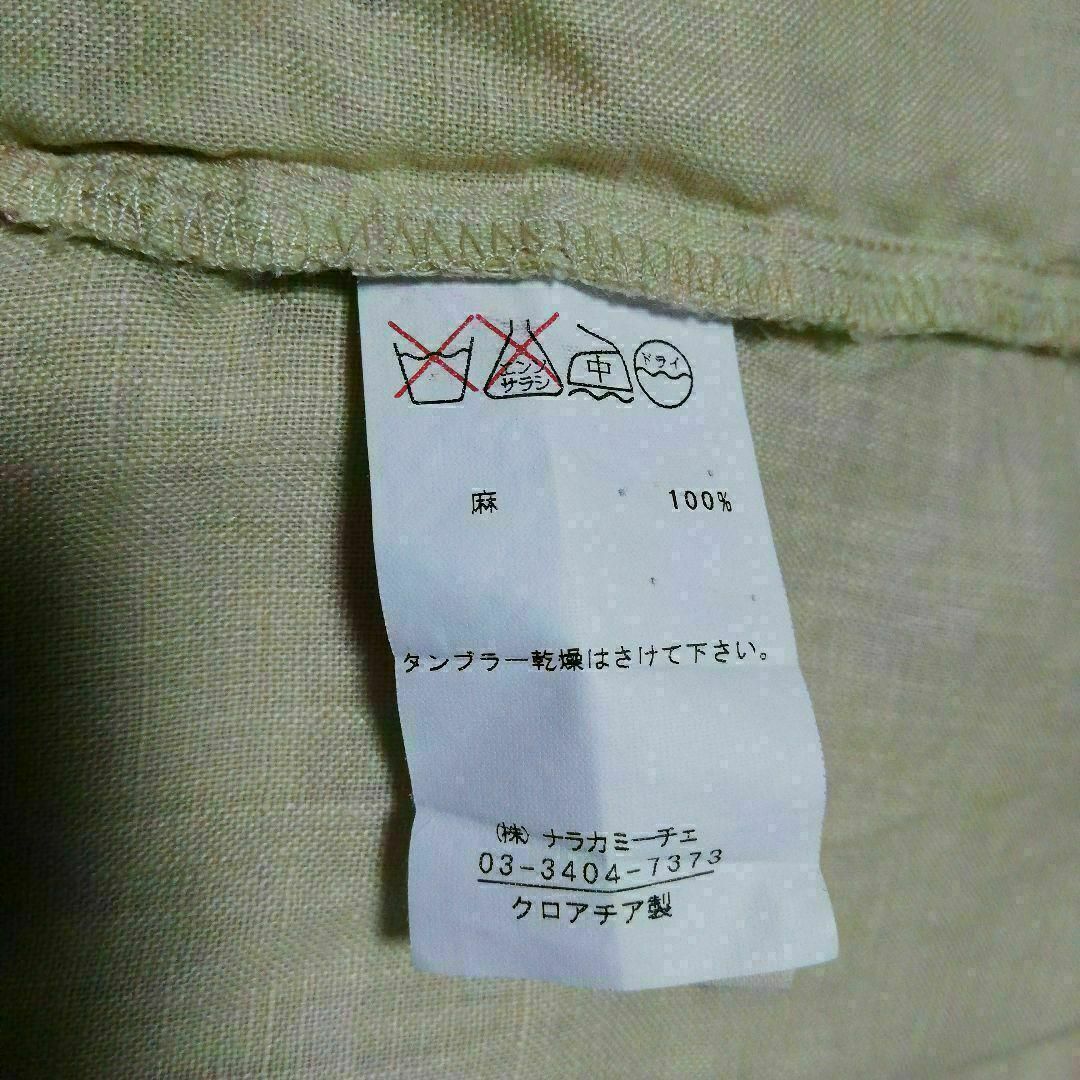 エンソ
サラシ
中
ドライ
麻 100%
タンブラー乾燥はさけて下さい。
㈱ ナラカミーチェ
03-3404-7373
クロアチア製